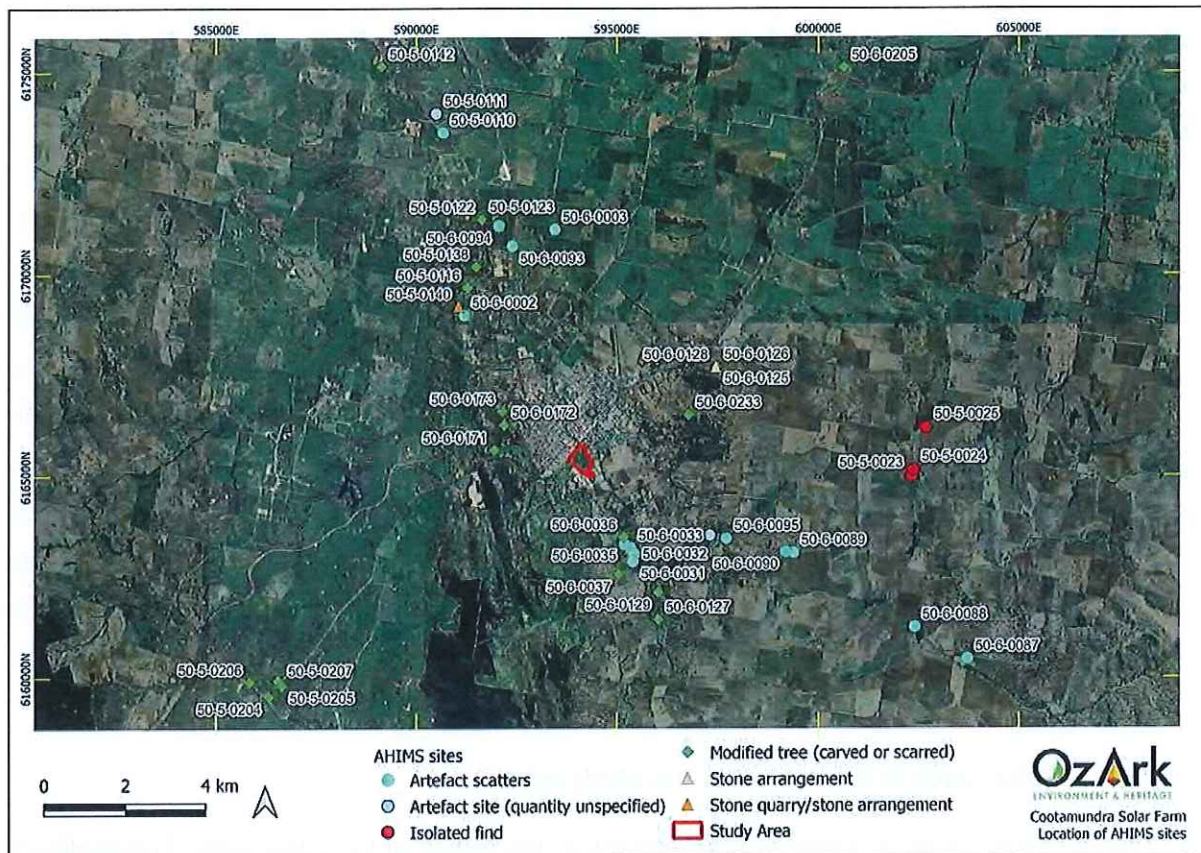 585000E 590000E 595000E 600000E 605000E
6175000N
6170000N
6165000N
6160000N
50-5-0142
50-6-0205
50-5-0111
50-5-0110
50-5-0122 50-5-0123
50-6-0003
50-6-0094
50-6-0093
50-5-0139
50-5-0116
50-5-0140
50-6-0002
50-6-0128 50-6-0126
50-6-0125
50-6-0173
50-6-0172
50-6-0233
50-6-0171
50-5-0025
50-5-0023 50-5-0024
50-6-0036
50-6-0033
50-6-0095
50-6-0089
50-6-0035
50-6-0032
50-6-0090
50-6-0031
50-6-0037
50-6-0129 50-6-0127
50-6-0088
50-6-0087
50-5-0206 50-5-0207
50-5-0204 50-5-0205
0 2 4 km
AHIMS sites
Artefact scatters
Artefact site (quantity unspecified)
Isolated find
Modified tree (carved or scarred)
Stone arrangement
Stone quarry/stone arrangement
Study Area
OzArk
ENVIRONMENT & HERITAGE
Cootamundra Solar Farm
Location of AHIMS sites